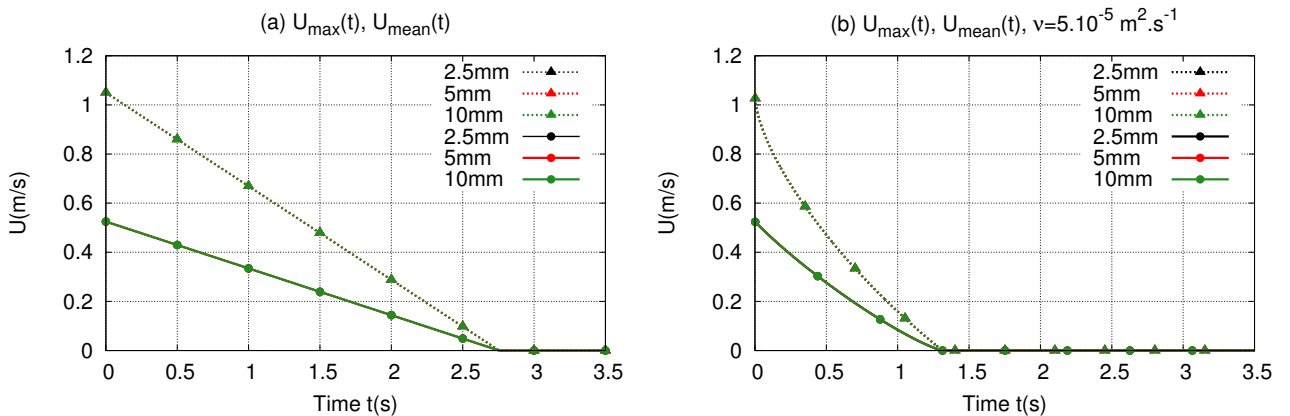 (a) Umax(t), Umean(t)
1.2
1
0.8
0.6
0.4
0.2
0
U(m/s)
2.5mm
5mm
10mm
2.5mm
5mm
10mm
0 0.5 1 1.5 2 2.5 3 3.5
Time t(s)
(b) Umax(t), Umean(t), ν=5.10-5 m2.s-1
1.2
1
0.8
0.6
0.4
0.2
0
U(m/s)
2.5mm
5mm
10mm
2.5mm
5mm
10mm
0 0.5 1 1.5 2 2.5 3 3.5
Time t(s)